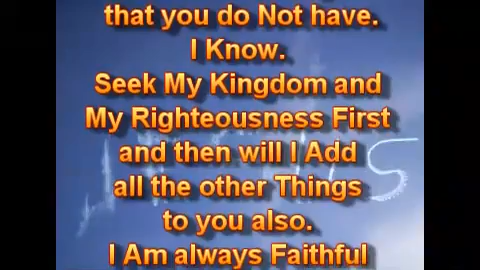 that you do Not have.
I Know.
Seek My Kingdom and
My Righteousness First
and then will I Add
all the other Things
to you also.
I Am always Faithful